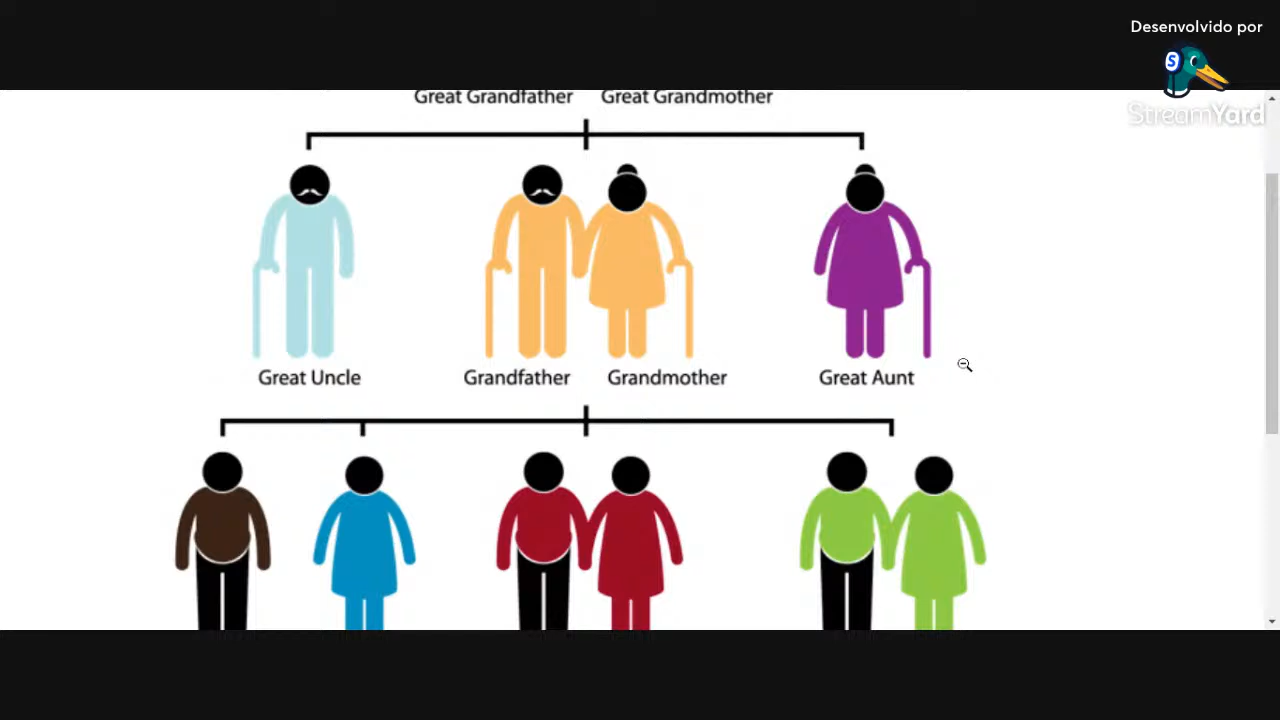 Desenvolvido por
StreamYard
Great Grandfather Great Grandmother
Great Uncle Grandfather Grandmother Great Aunt